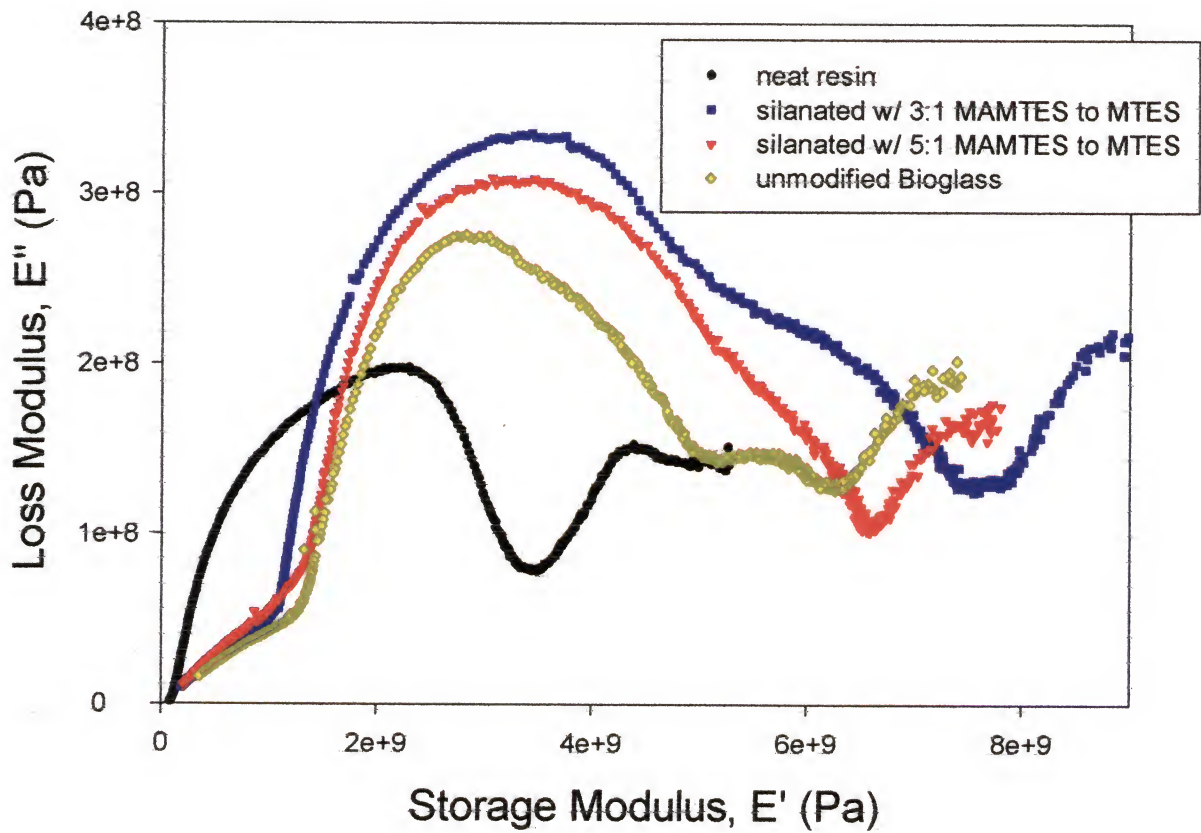 4e+8
3e+8
2e+8
1e+8
0
Loss Modulus, E" (Pa)
neat resin
silanated w/ 3:1 MAMTES to MTES
silanated w/ 5:1 MAMTES to MTES
unmodified Bioglass
0
2e+9
4e+9
6e+9
8e+9
Storage Modulus, E' (Pa)